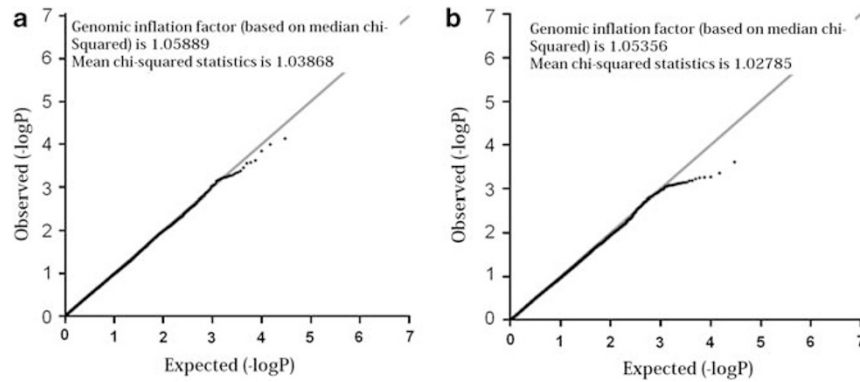 a
Genomic inflation factor (based on median chi-
Squared) is 1.05889
Mean chi-squared statistics is 1.03868
7
6
5
4
3
2
1
0
Observed (-logP)
0 1 2 3 4 5 6 7
Expected (-logP)
b
Genomic inflation factor (based on median chi-
Squared) is 1.05356
Mean chi-squared statistics is 1.02785
7
6
5
4
3
2
1
0
Observed (-logP)
0 1 2 3 4 5 6 7
Expected (-logP)